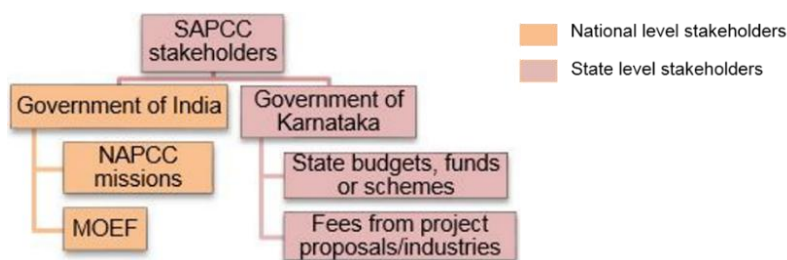 SAPCC
stakeholders
National level stakeholders
State level stakeholders
Government of India
Government of
Karnataka
NAPCC
missions
State budgets, funds
or schemes
MOEF
Fees from project
proposals/industries